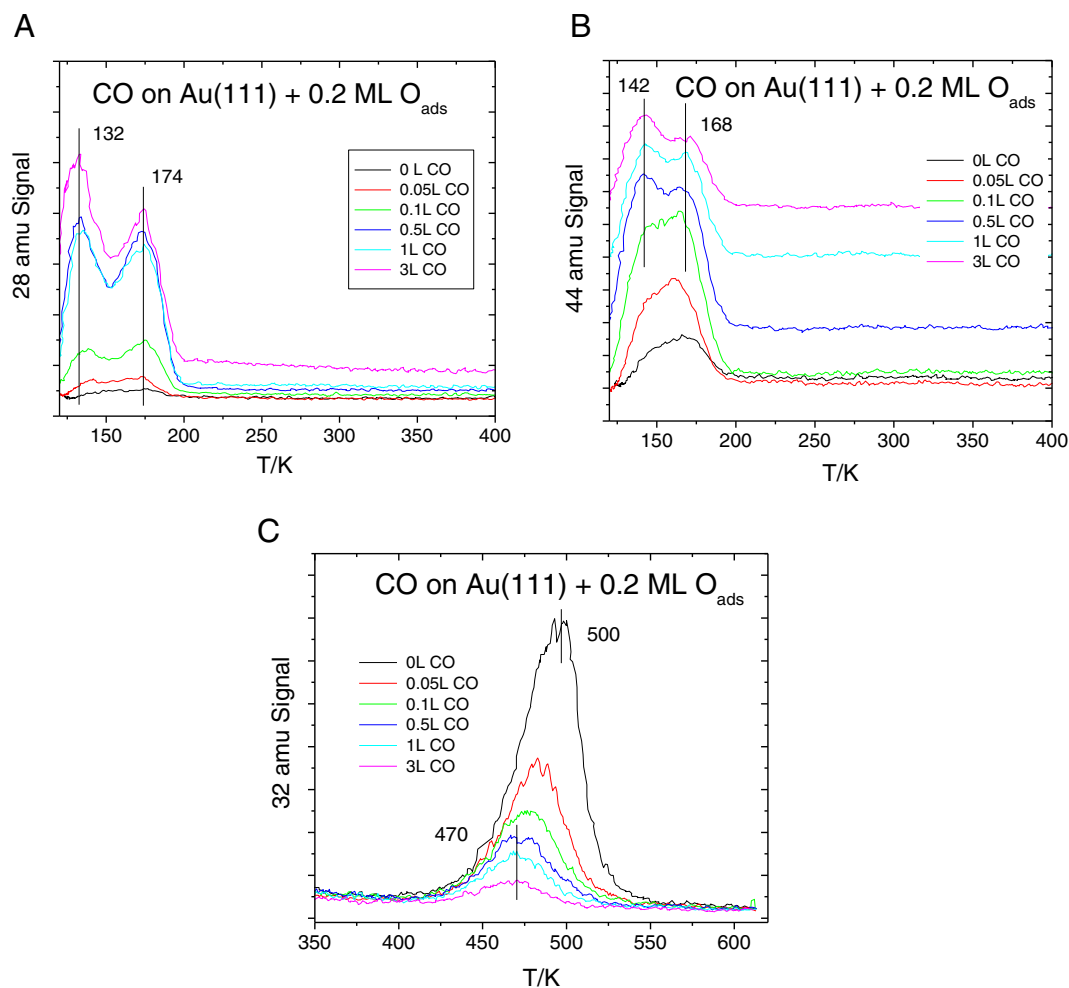 A
CO on Au(111) + 0.2 ML Oads
132
174
0 L CO
0.05L CO
0.1L CO
0.5L CO
1L CO
3L CO
28 amu Signal
150 200 250 300 350 400
T/K
B
CO on Au(111) + 0.2 ML Oads
142
168
0L CO
0.05L CO
0.1L CO
0.5L CO
1L CO
3L CO
44 amu Signal
150 200 250 300 350 400
T/K
C
CO on Au(111) + 0.2 ML Oads
500
0L CO
0.05L CO
0.1L CO
0.5L CO
1L CO
3L CO
470
32 amu Signal
350 400 450 500 550 600
T/K